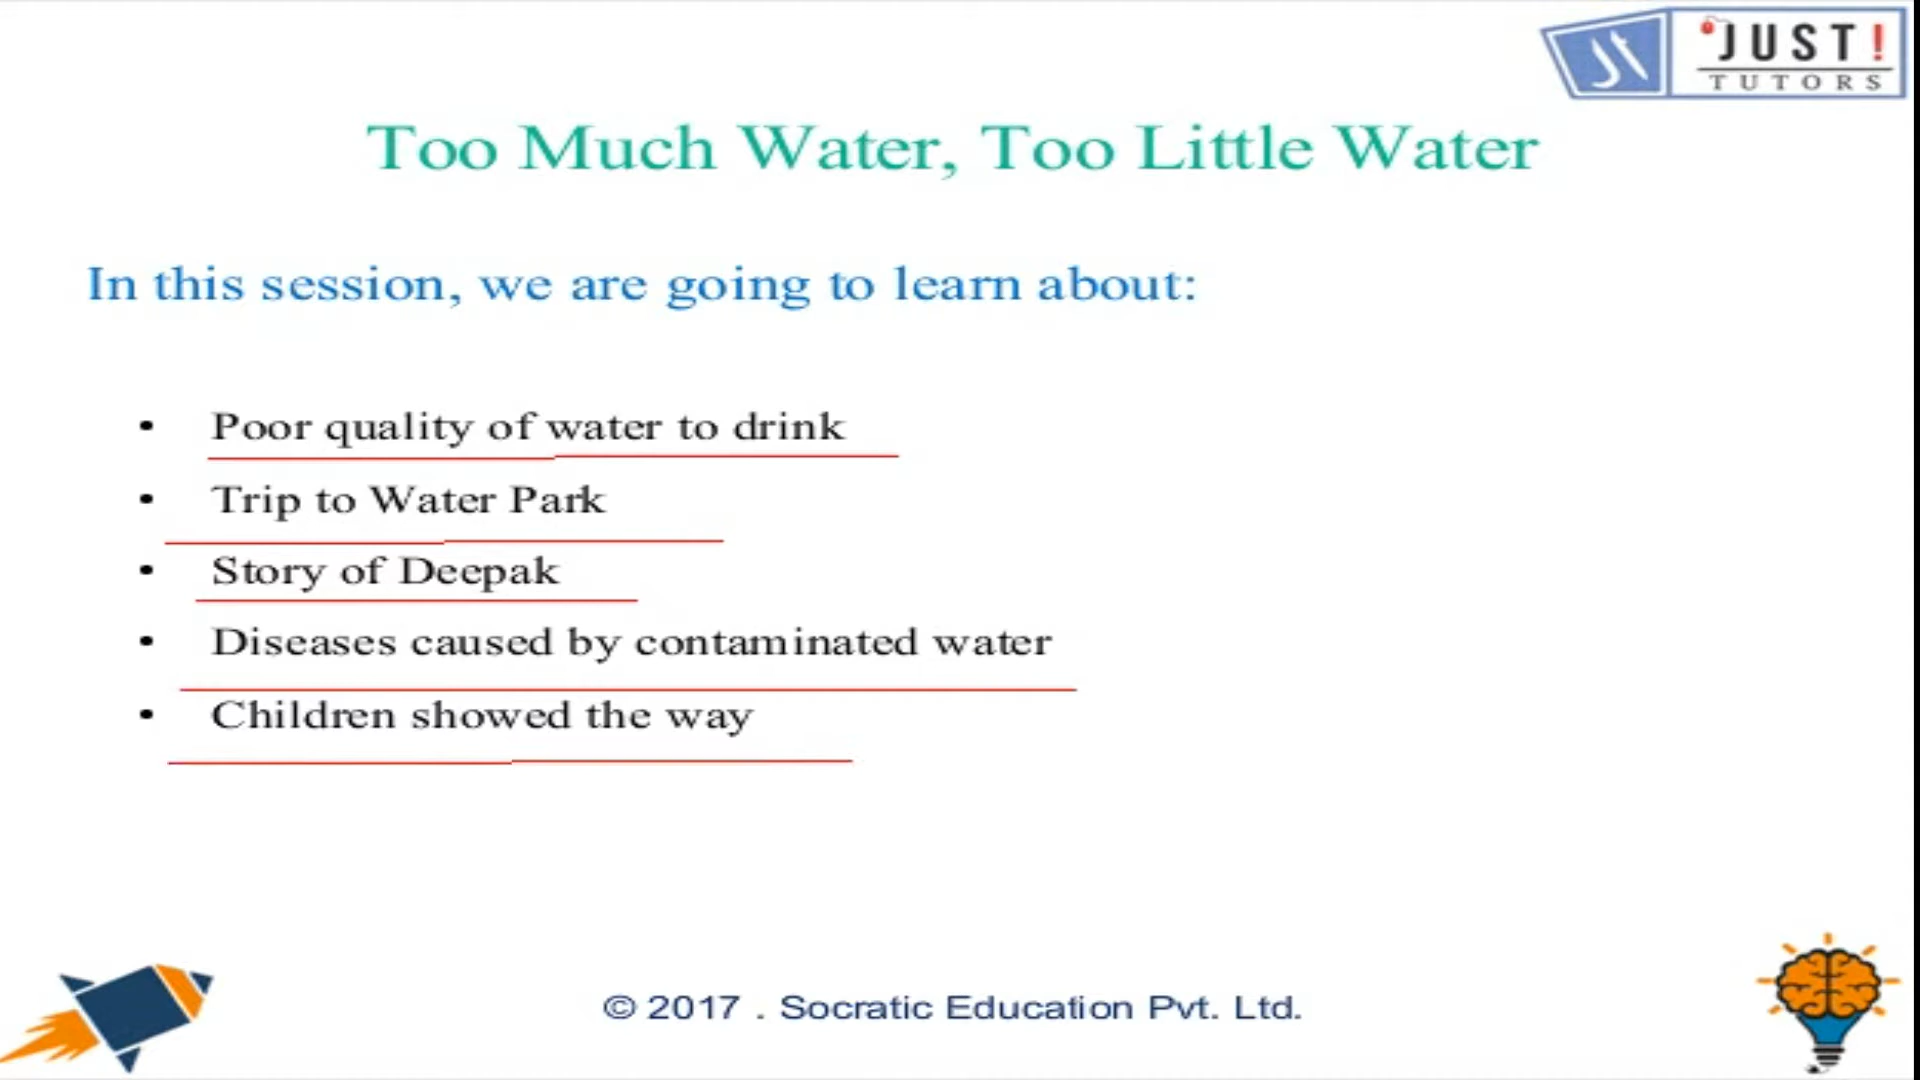 JUST!
TUTORS
Too Much Water, Too Little Water
In this session, we are going to learn about:
• Poor quality of water to drink
• Trip to Water Park
• Story of Deepak
• Diseases caused by contaminated water
• Children showed the way
© 2017 . Socratic Education Pvt. Ltd.